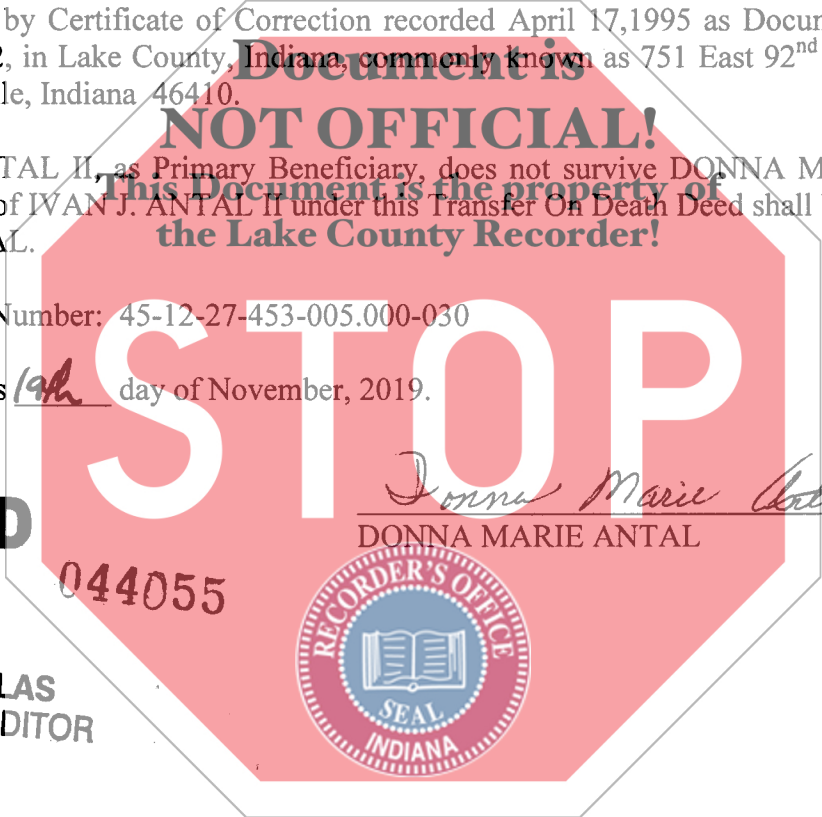 by Certificate of Correction recorded April 17,1995 as Docu
2, in Lake County, Indiana, commonly known as 751 East 92nd
Document is
le, Indiana 46410.
NOT OFFICIAL!
TAL II, as Primary Beneficiary, does not survive DONNA M
This Document is the property of
of IVAN J. ANTAL II under this Transfer On Death Deed shall
the Lake County Recorder!
AL.
Number: 45-12-27-453-005.000-030
STOP
s 19th day of November, 2019.
Donna Marie
D
DONNA MARIE ANTAL
044055
RECORDER'S OFFICE
SEAL
INDIANA
LAS
DITOR